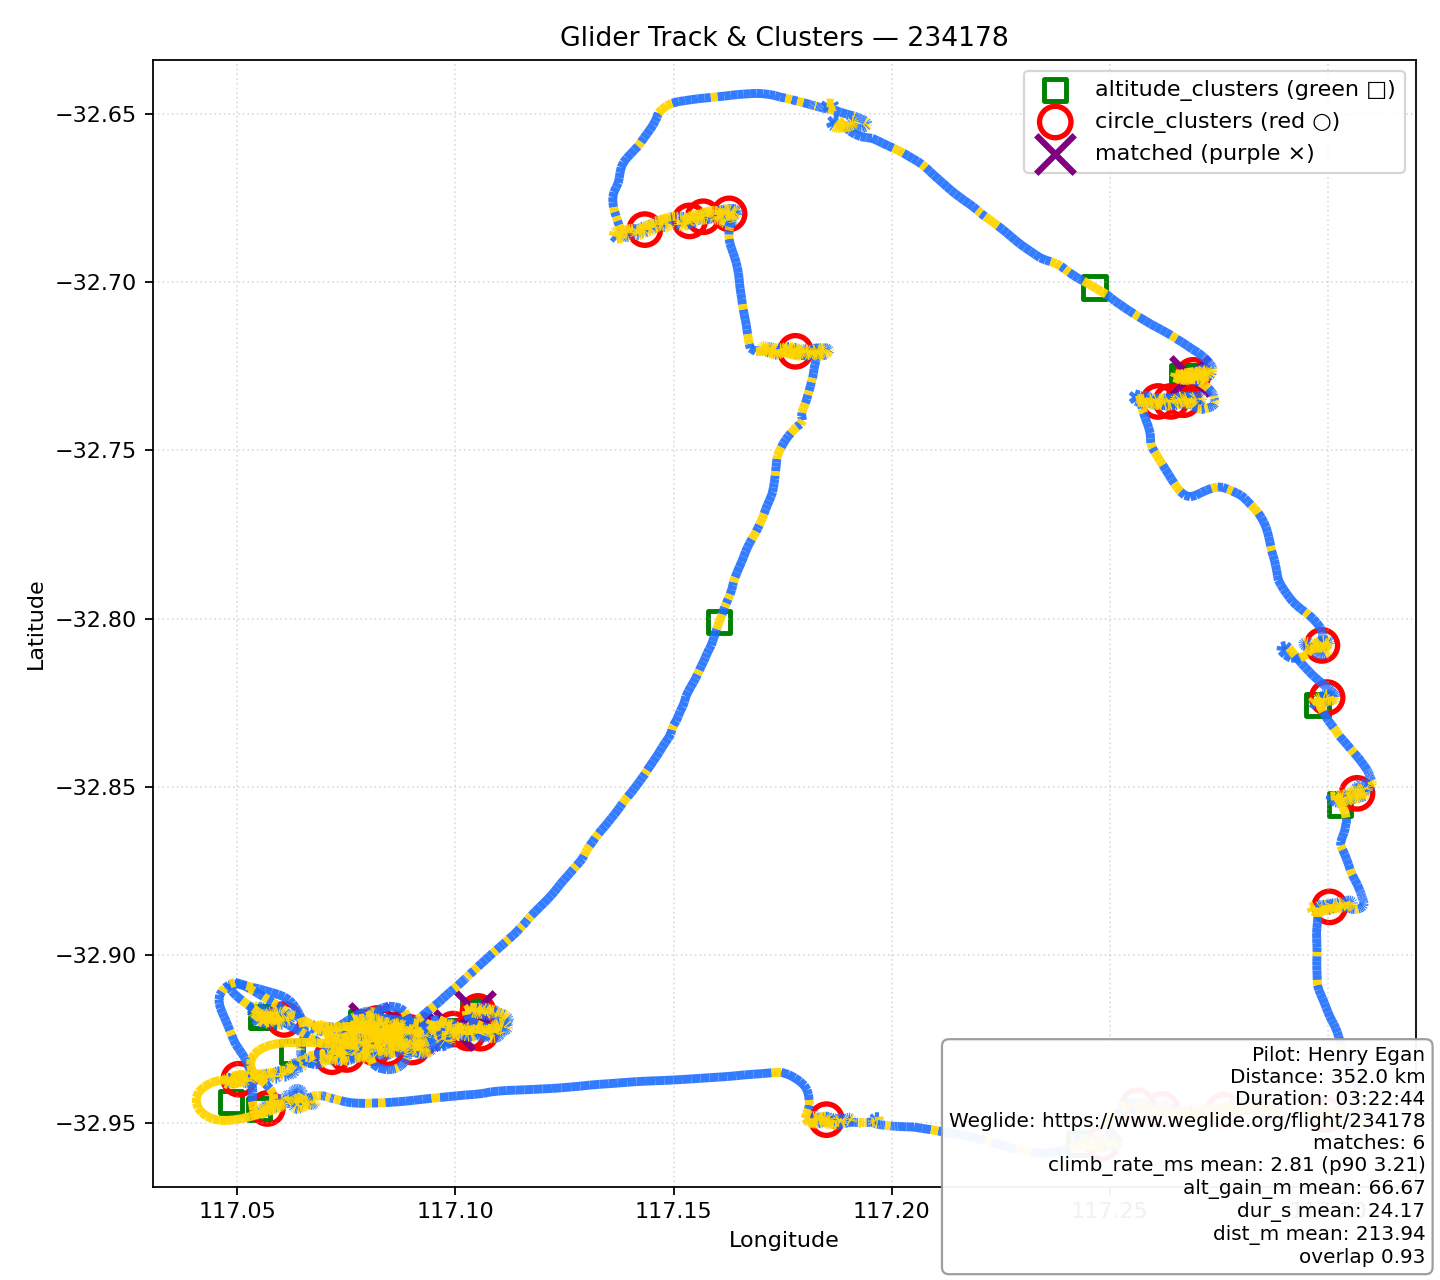 Glider Track & Clusters — 234178
altitude_clusters (green □)
circle_clusters (red ○)
matched (purple ×)
−32.65
−32.70
−32.75
−32.80
−32.85
−32.90
−32.95
Latitude
117.05
117.10
117.15
117.20
117.25
Longitude
Pilot: Henry Egan
Distance: 352.0 km
Duration: 03:22:44
Weglide: https://www.weglide.org/flight/234178
matches: 6
climb_rate_ms mean: 2.81 (p90 3.21)
alt_gain_m mean: 66.67
dur_s mean: 24.17
dist_m mean: 213.94
overlap 0.93